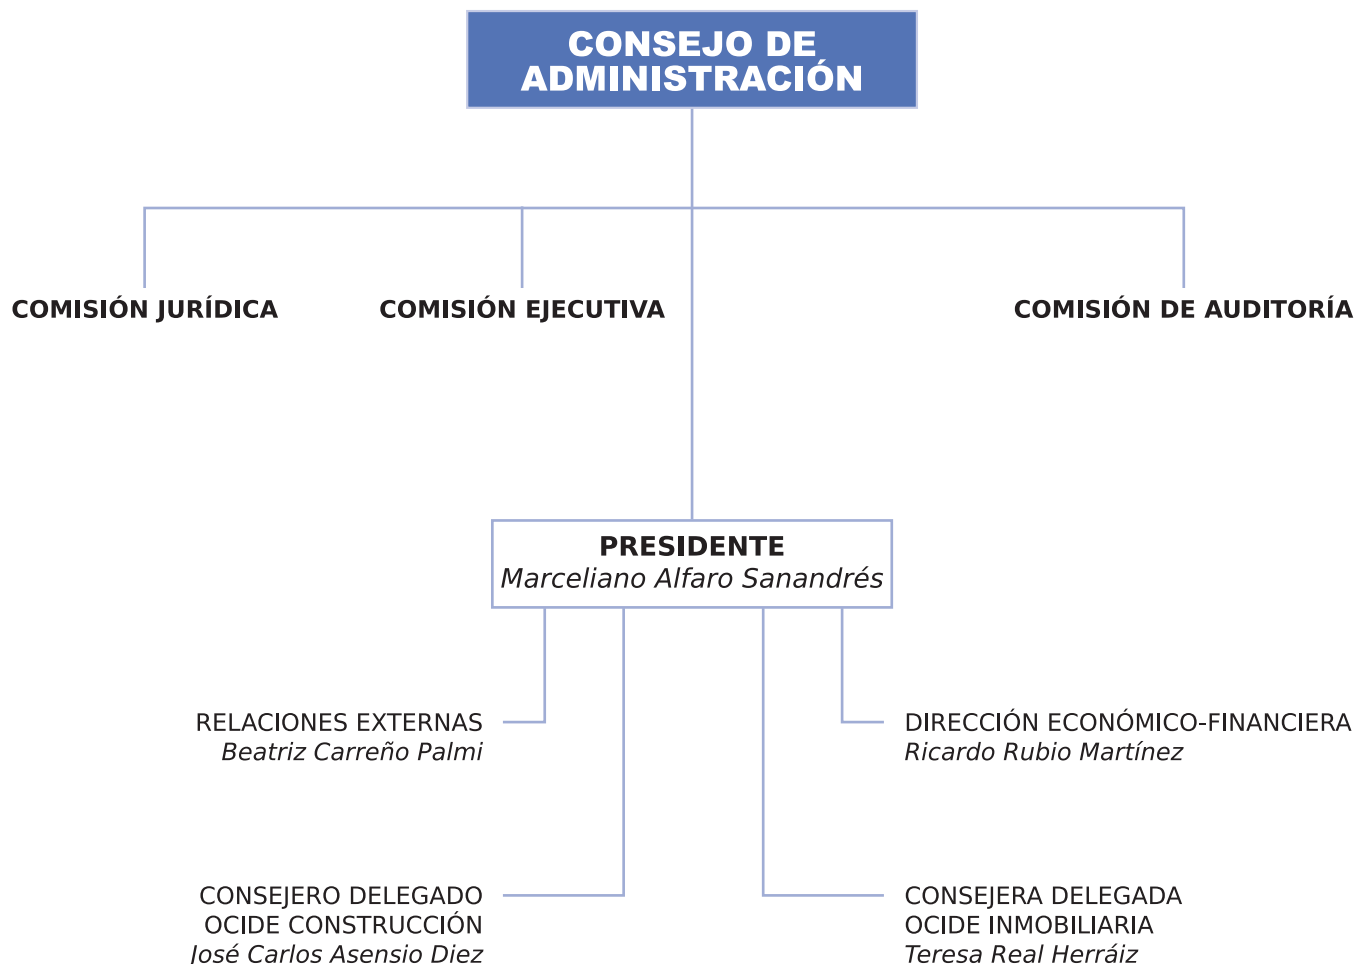 CONSEJO DE
ADMINISTRACIÓN
COMISIÓN JURÍDICA
COMISIÓN EJECUTIVA
COMISIÓN DE AUDITORÍA
PRESIDENTE
Marceliano Alfaro Sanandrés
RELACIONES EXTERNAS
Beatriz Carreño Palmi
DIRECCIÓN ECONÓMICO-FINANCIERA
Ricardo Rubio Martínez
CONSEJERO DELEGADO
OCIDE CONSTRUCCIÓN
José Carlos Asensio Diez
CONSEJERA DELEGADA
OCIDE INMOBILIARIA
Teresa Real Herráiz